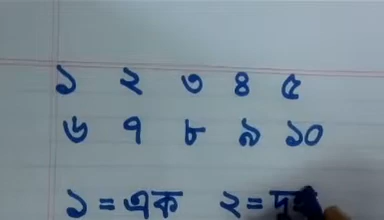 ১ ২ ৩ ৪ ৫
৬ ৭ ৮ ৯ ১০
১ = এক ২ =